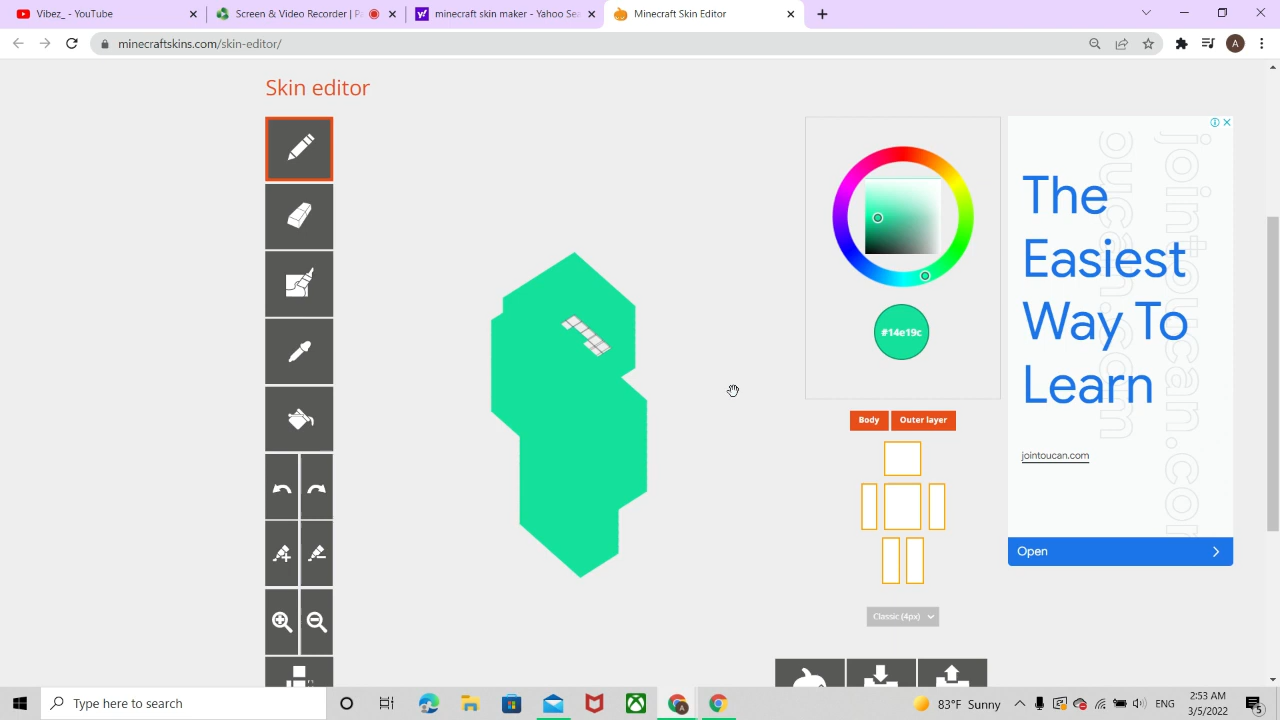 Vibez_ - YouTube
Screen & Video Recorder | P
minecraft skin maker - Yahoo Sea
Minecraft Skin Editor
minecraftskins.com/skin-editor/
A
Skin editor
#14e19c
Body
Outer layer
Classic (4px)
The
Easiest
Way To
Learn
jointoucan.com
Open
Type here to search
83°F Sunny
ENG
2:53 AM
3/5/2022
5